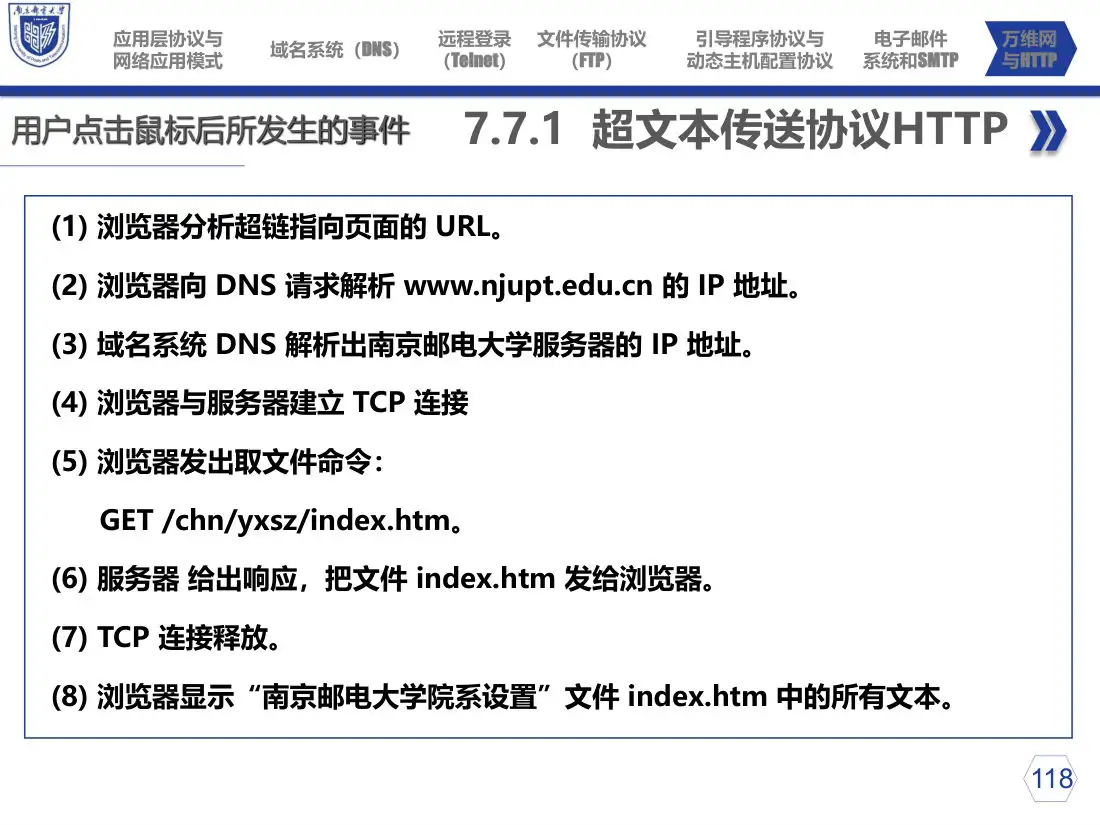 南京邮电大学
应用层协议与
网络应用模式
域名系统（DNS）
远程登录
（Telnet）
文件传输协议
（FTP）
引导程序协议与
动态主机配置协议
电子邮件
系统和SMTP
万维网
与HTTP
用户点击鼠标后所发生的事件
7.7.1 超文本传送协议HTTP
(1) 浏览器分析超链指向页面的 URL。
(2) 浏览器向 DNS 请求解析 www.njupt.edu.cn 的 IP 地址。
(3) 域名系统 DNS 解析出南京邮电大学服务器的 IP 地址。
(4) 浏览器与服务器建立 TCP 连接
(5) 浏览器发出取文件命令：
GET /chn/yxsz/index.htm。
(6) 服务器 给出响应，把文件 index.htm 发给浏览器。
(7) TCP 连接释放。
(8) 浏览器显示“南京邮电大学院系设置”文件 index.htm 中的所有文本。
118